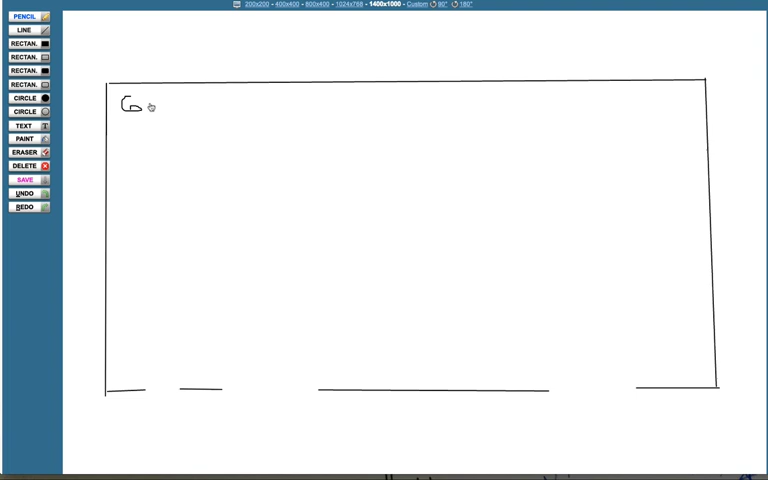 200x200 - 400x400 - 800x400 - 1024x768 - 1400x1000 - Custom 90° 180°
PENCIL
LINE
RECTAN.
RECTAN.
RECTAN.
RECTAN.
CIRCLE
CIRCLE
TEXT T
PAINT
ERASER
DELETE
SAVE
UNDO
REDO
G